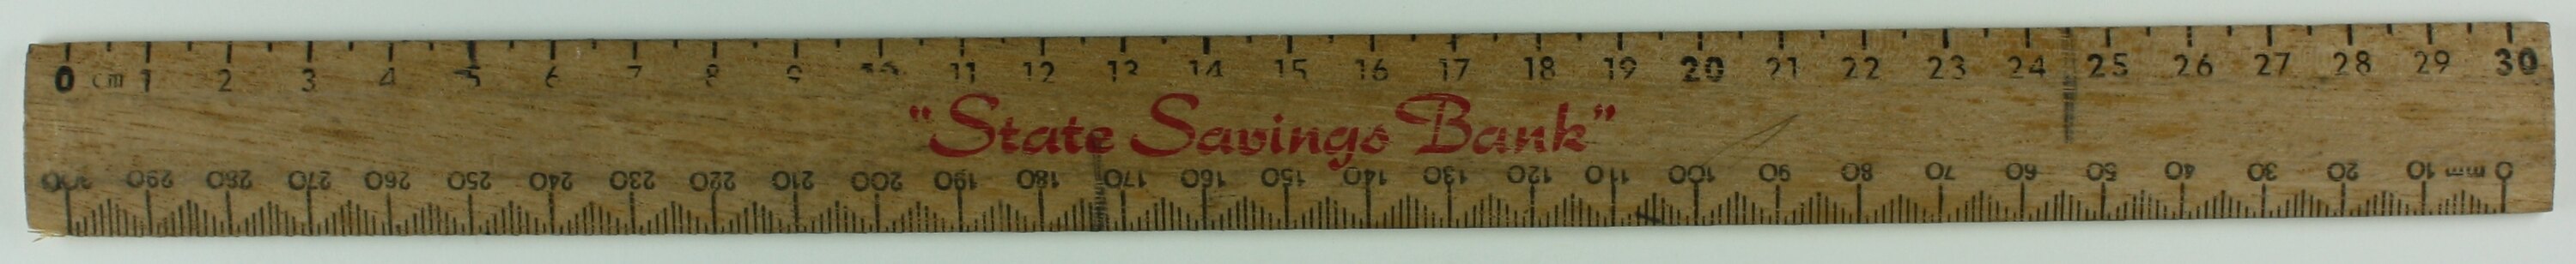 0 cm 1 2 3 4 5 6 7 8 9 10 11 12 13 14 15 16 17 18 19 20 21 22 23 24 25 26 27 28 29 30
"State Savings Bank"
0 mm 10 20 30 40 50 60 70 80 90 100 110 120 130 140 150 160 170 180 190 200 210 220 230 240 250 260 270 280 290 300